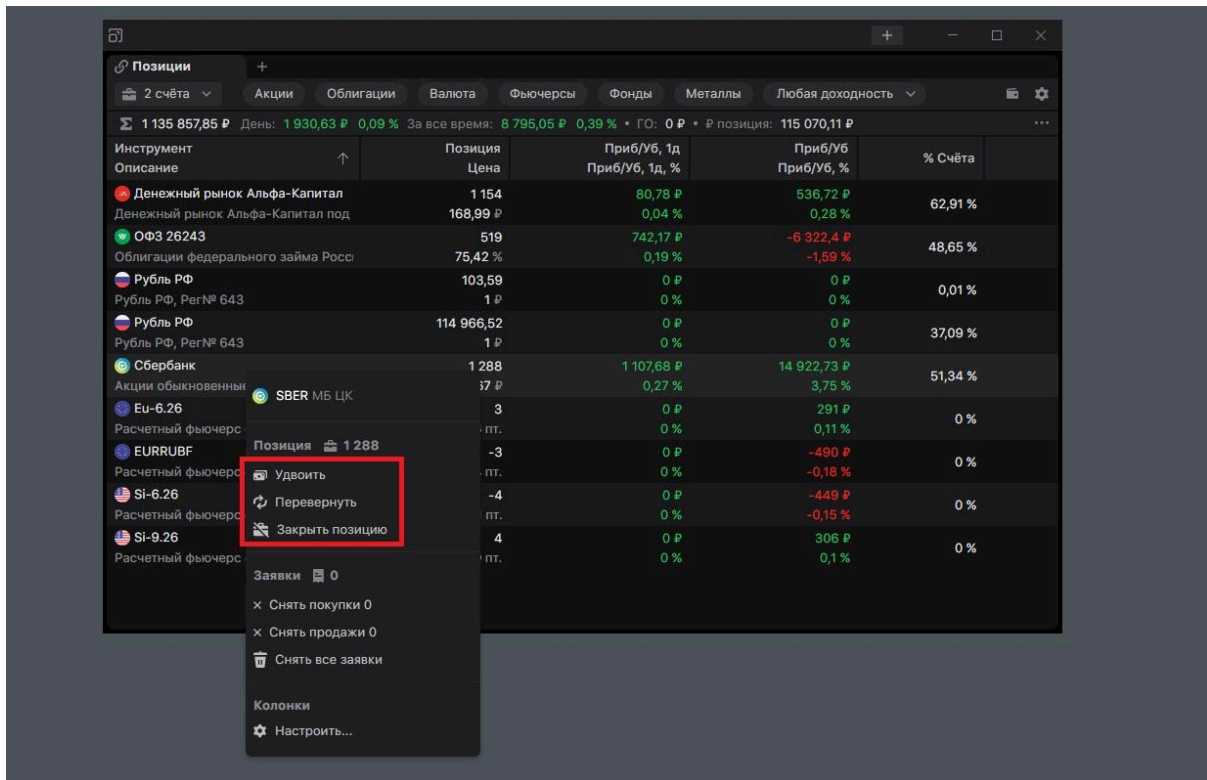 Позиции
2 счёта Акции Облигации Валюта Фьючерсы Фонды Металлы Любая доходность
Σ 1 135 857,85 ₽ День: 1 930,63 ₽ 0,09 % За все время: 8 795,05 ₽ 0,39 % • ГО: 0 ₽ • ₽ позиция: 115 070,11 ₽
Инструмент Позиция Приб/Уб, 1д Приб/Уб % Счёта
Описание Цена Приб/Уб, 1д, % Приб/Уб, %
Денежный рынок Альфа-Капитал 1 154 80,78 ₽ 536,72 ₽ 62,91 %
Денежный рынок Альфа-Капитал под 168,99 ₽ 0,04 % 0,28 %
ОФЗ 26243 519 742,17 ₽ -6 322,4 ₽ 48,65 %
Облигации федерального займа Росс 75,42 % 0,19 % -1,59 %
Рубль РФ 103,59 0 ₽ 0 ₽ 0,01 %
Рубль РФ, Рег№ 643 1 ₽ 0 % 0 %
Рубль РФ 114 966,52 0 ₽ 0 ₽ 37,09 %
Рубль РФ, Рег№ 643 1 ₽ 0 % 0 %
Сбербанк 1 288 1 107,68 ₽ 14 922,73 ₽ 51,34 %
Акции обыкновенные 67 ₽ 0,27 % 3,75 %
Eu-6.26 3 0 ₽ 291 ₽ 0 %
Расчетный фьючерс пт. 0 % 0,11 %
EURRUBF -3 0 ₽ -490 ₽ 0 %
Расчетный фьючерс пт. 0 % -0,18 %
Si-6.26 -4 0 ₽ -449 ₽ 0 %
Расчетный фьючерс пт. 0 % -0,15 %
Si-9.26 4 0 ₽ 306 ₽ 0 %
Расчетный фьючерс пт. 0 % 0,1 %
SBER МБ ЦК
Позиция 1 288
Удвоить
Перевернуть
Закрыть позицию
Заявки 0
Снять покупки 0
Снять продажи 0
Снять все заявки
Колонки
Настроить...